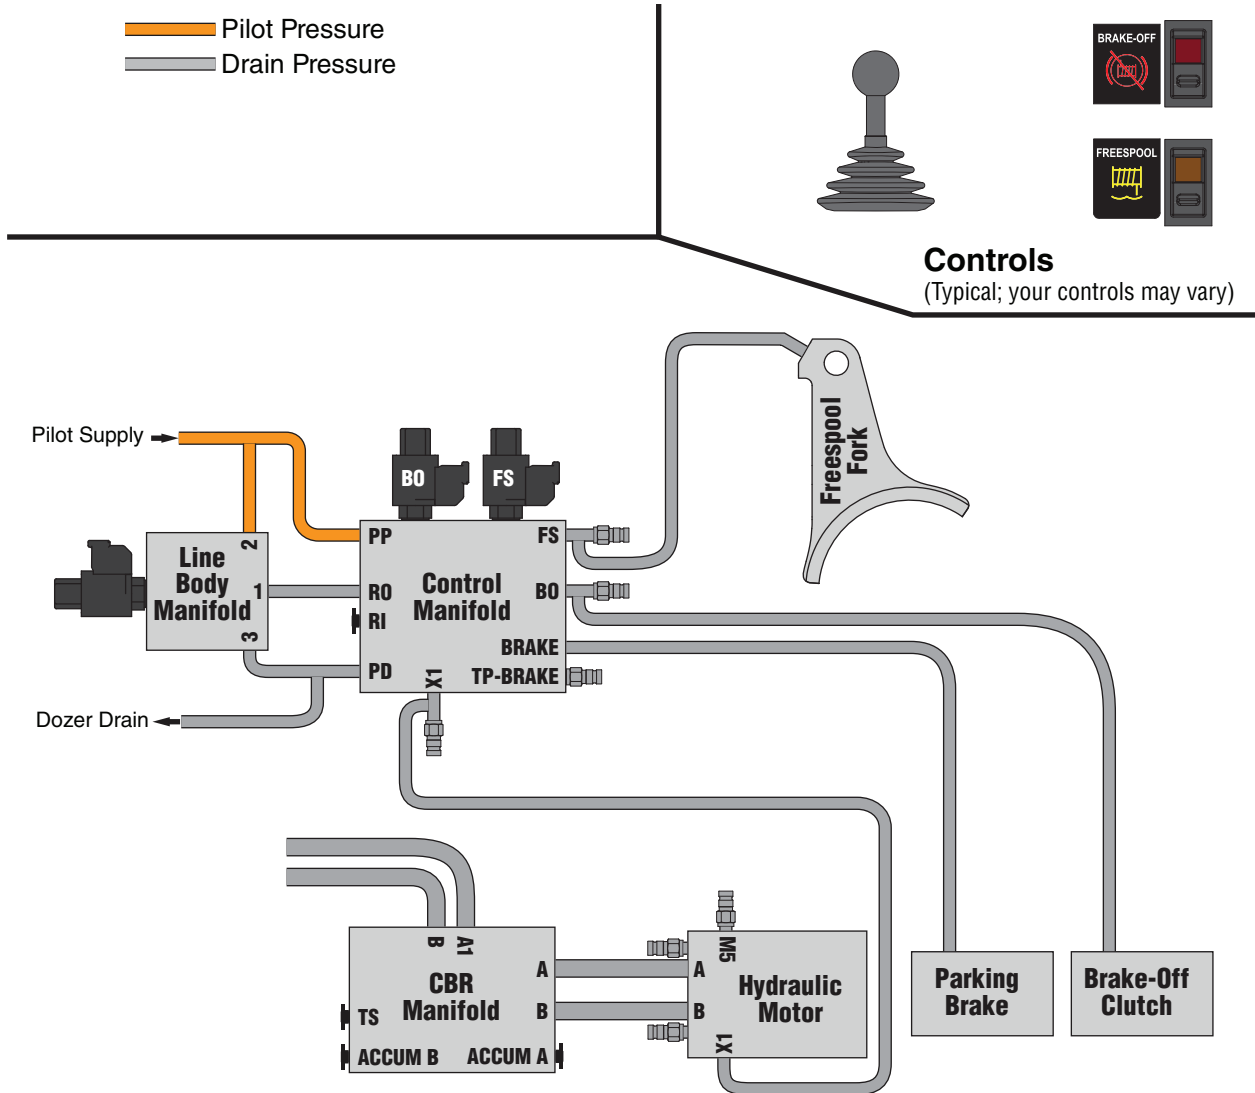 Pilot Pressure
Drain Pressure
BRAKE-OFF
FREESPOOL
Controls
(Typical; your controls may vary)
Pilot Supply
Freespool
Fork
BO
FS
2
PP
FS
Line
Body
Manifold
1
RO
Control
Manifold
BO
RI
3
BRAKE
PD
X1
TP-BRAKE
Dozer Drain
B
A1
M5
CBR
Manifold
A
A
Hydraulic
Motor
Parking
Brake
Brake-Off
Clutch
TS
B
B
ACCUM B
ACCUM A
X1